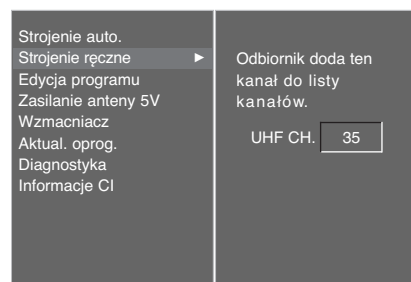 Strojenie auto.
Strojenie ręczne ►
Edycja programu
Zasilanie anteny 5V
Wzmacniacz
Aktual. oprog.
Diagnostyka
Informacje CI
Odbiornik doda ten
kanał do listy
kanałów.
UHF CH. 35